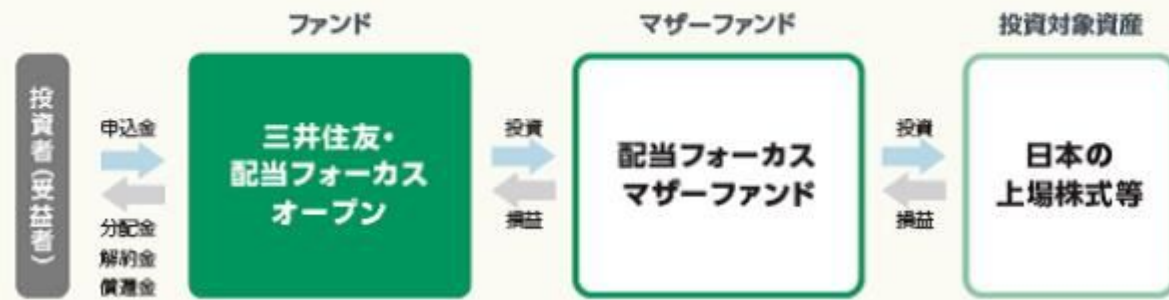 ファンド
マザーファンド
投資対象資産
投資者(受益者)
申込金
分配金
解約金
償還金
三井住友・
配当フォーカス
オープン
投資
損益
配当フォーカス
マザーファンド
投資
損益
日本の
上場株式等